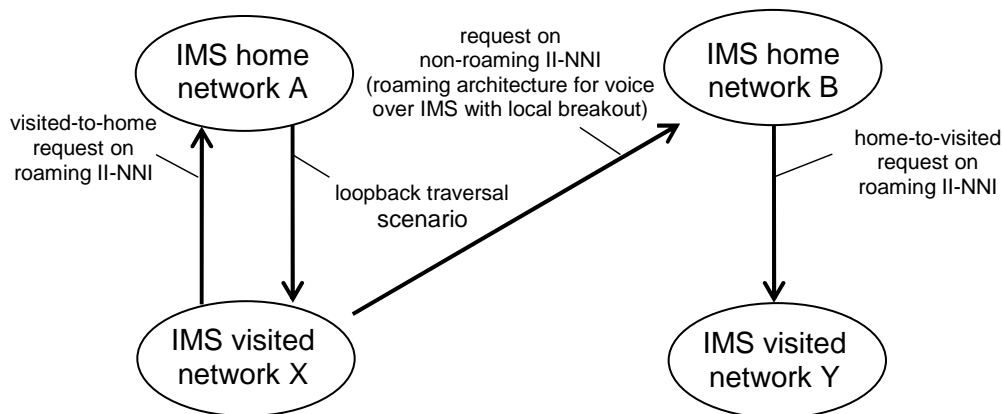 IMS home
network A
request on
non-roaming II-NNI
(roaming architecture for voice
over IMS with local breakout)
IMS home
network B
visited-to-home
request on
roaming II-NNI
loopback traversal
scenario
home-to-visited
request on
roaming II-NNI
IMS visited
network X
IMS visited
network Y